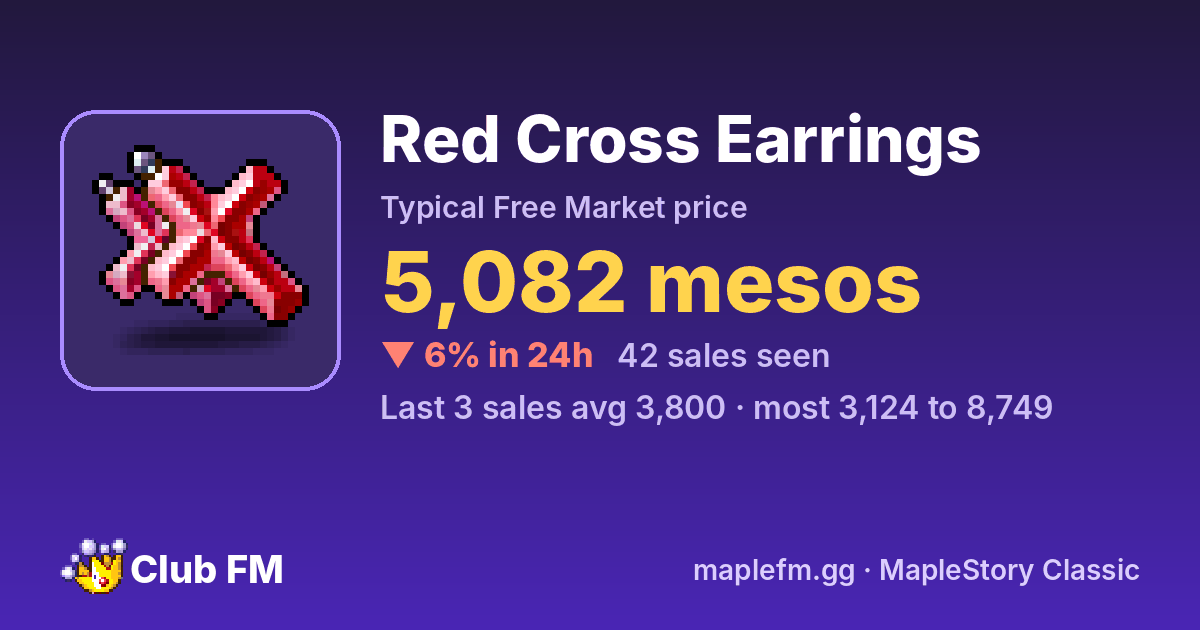 Red Cross Earrings
Typical Free Market price
5,082 mesos
▼ 6% in 24h 42 sales seen
Last 3 sales avg 3,800 · most 3,124 to 8,749
Club FM
maplefm.gg · MapleStory Classic